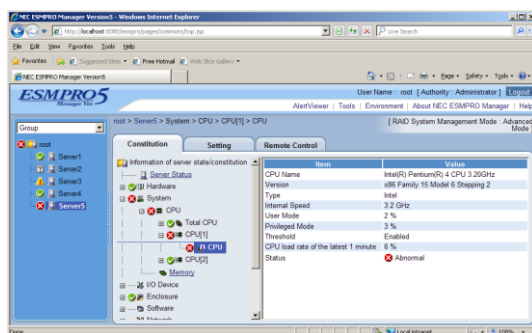 NEC ESMPRO Manager Version5 - Windows Internet Explorer
http://localhost:8080/esmpro/pages/commons/top.jsp
Live Search
File Edit View Favorites Tools Help
Favorites Suggested Sites Free Hotmail Web Slice Gallery
NEC ESMPRO Manager Version5
Page Safety Tools
ESMPRO5
Manager Ver.
User Name : root [ Authority : Administrator ] Logout
AlertViewer | Tools | Environment | About NEC ESMPRO Manager | Help
Group
root > Server5 > System > CPU > CPU[1] > CPU
[ RAID System Management Mode : Advanced Mode ]
root
Server1
Server2
Server3
Server4
Server5
Constitution Setting Remote Control
Information of server state/constitution
Server Status
Hardware
System
CPU
Total CPU
CPU[1]
CPU
CPU[2]
Memory
I/O Device
Enclosure
Software
Item Value
CPU Name Intel(R) Pentium(R) 4 CPU 3.20GHz
Version x86 Family 15 Model 6 Stepping 2
Type Intel
Internal Speed 3.2 GHz
User Mode 2 %
Privileged Mode 3 %
Threshold Enabled
CPU load rate of the latest 1 minute 6 %
Status Abnormal
Done
Local intranet
100%